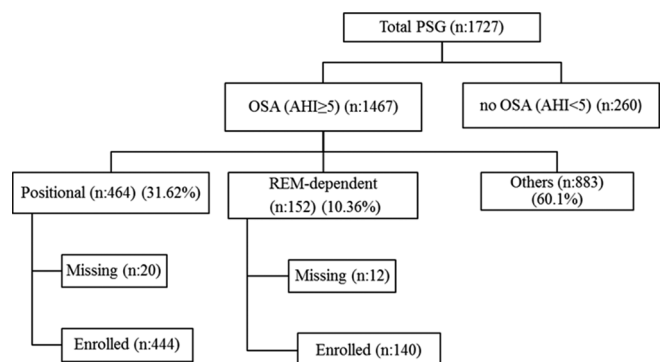 Total PSG (n:1727)
OSA (AHI≥5) (n:1467)
no OSA (AHI<5) (n:260)
Positional (n:464) (31.62%)
REM-dependent
(n:152) (10.36%)
Others (n:883)
(60.1%)
Missing (n:20)
Missing (n:12)
Enrolled (n:444)
Enrolled (n:140)